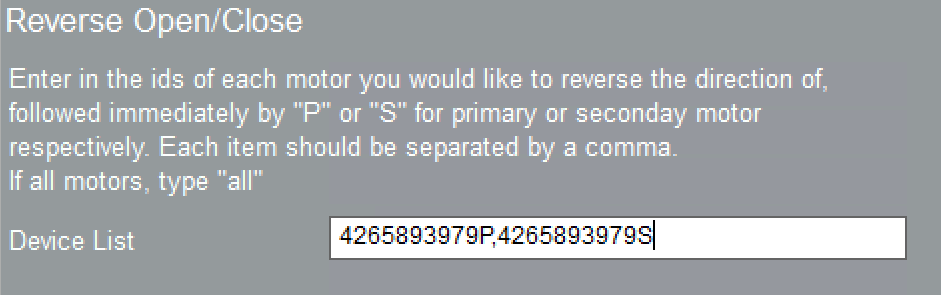 Reverse Open/Close
Enter in the ids of each motor you would like to reverse the direction of,
followed immediately by "P" or "S" for primary or seconday motor
respectively. Each item should be separated by a comma.
If all motors, type "all"
Device List 4265893979P,4265893979S